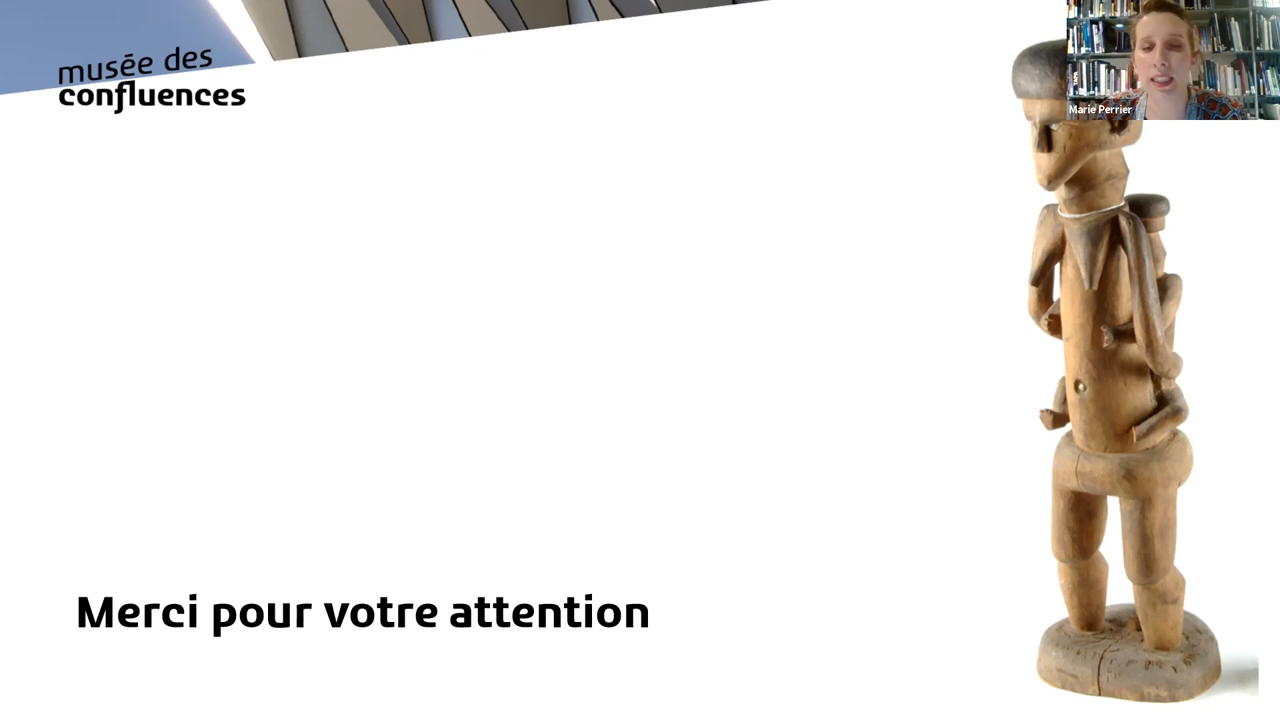 musée des
confluences
Marie Perrier
Merci pour votre attention